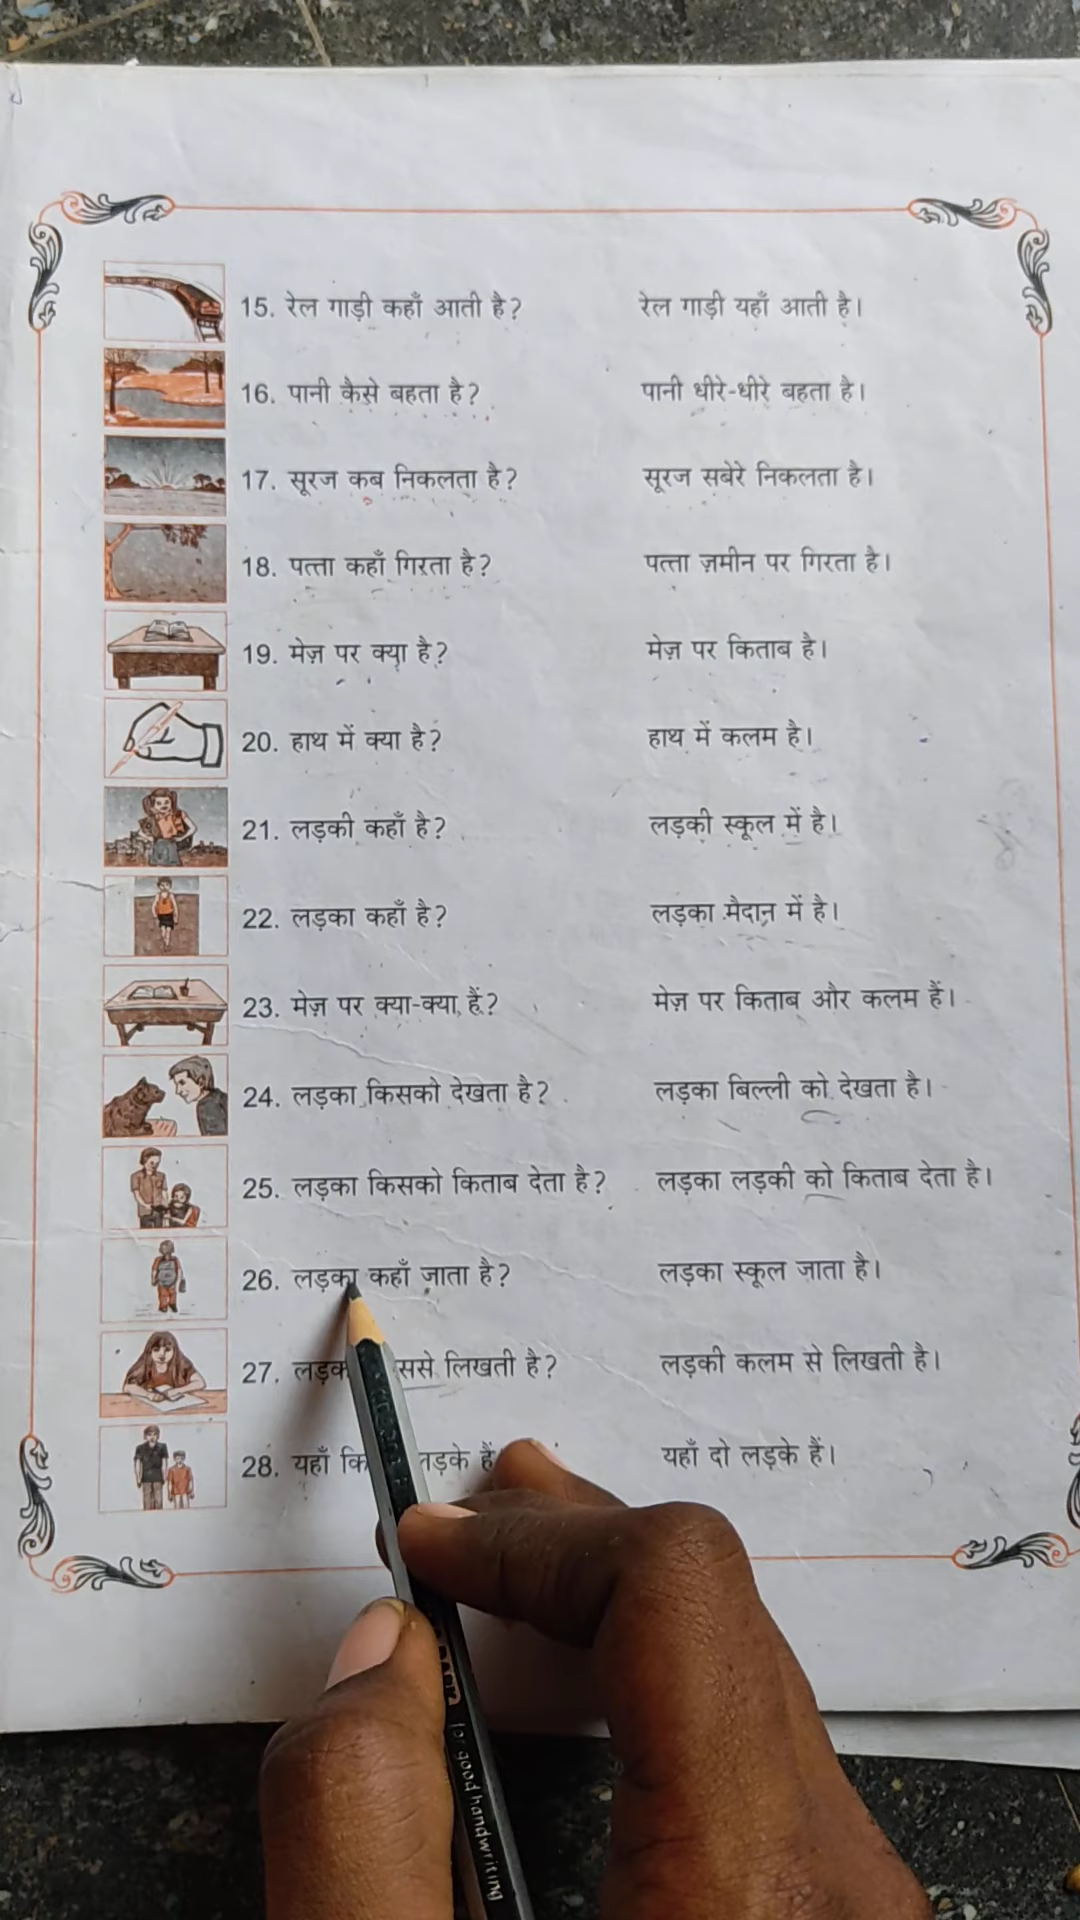 15. रेल गाड़ी कहाँ आती है? रेल गाड़ी यहाँ आती है।
16. पानी कैसे बहता है? पानी धीरे-धीरे बहता है।
17. सूरज कब निकलता है? सूरज सबेरे निकलता है।
18. पत्ता कहाँ गिरता है? पत्ता ज़मीन पर गिरता है।
19. मेज़ पर क्या है? मेज़ पर किताब है।
20. हाथ में क्या है? हाथ में कलम है।
21. लड़की कहाँ है? लड़की स्कूल में है।
22. लड़का कहाँ है? लड़का मैदान में है।
23. मेज़ पर क्या-क्या हैं? मेज़ पर किताब और कलम हैं।
24. लड़का किसको देखता है? लड़का बिल्ली को देखता है।
25. लड़का किसको किताब देता है? लड़का लड़की को किताब देता है।
26. लड़का कहाँ जाता है? लड़का स्कूल जाता है।
27. लिखती है? लड़की कलम से लिखती है।
28. यहाँ हैं यहाँ दो लड़के हैं।
for good handwriting